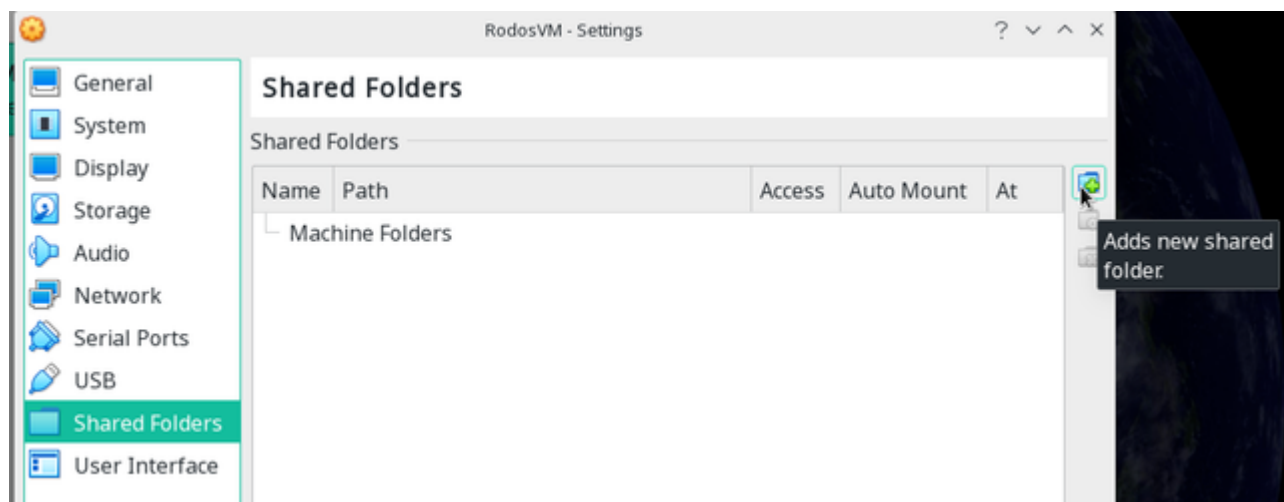 RodosVM - Settings
General
System
Display
Storage
Audio
Network
Serial Ports
USB
Shared Folders
User Interface
Shared Folders
Shared Folders
Name Path Access Auto Mount At
Machine Folders
Adds new shared
folder.